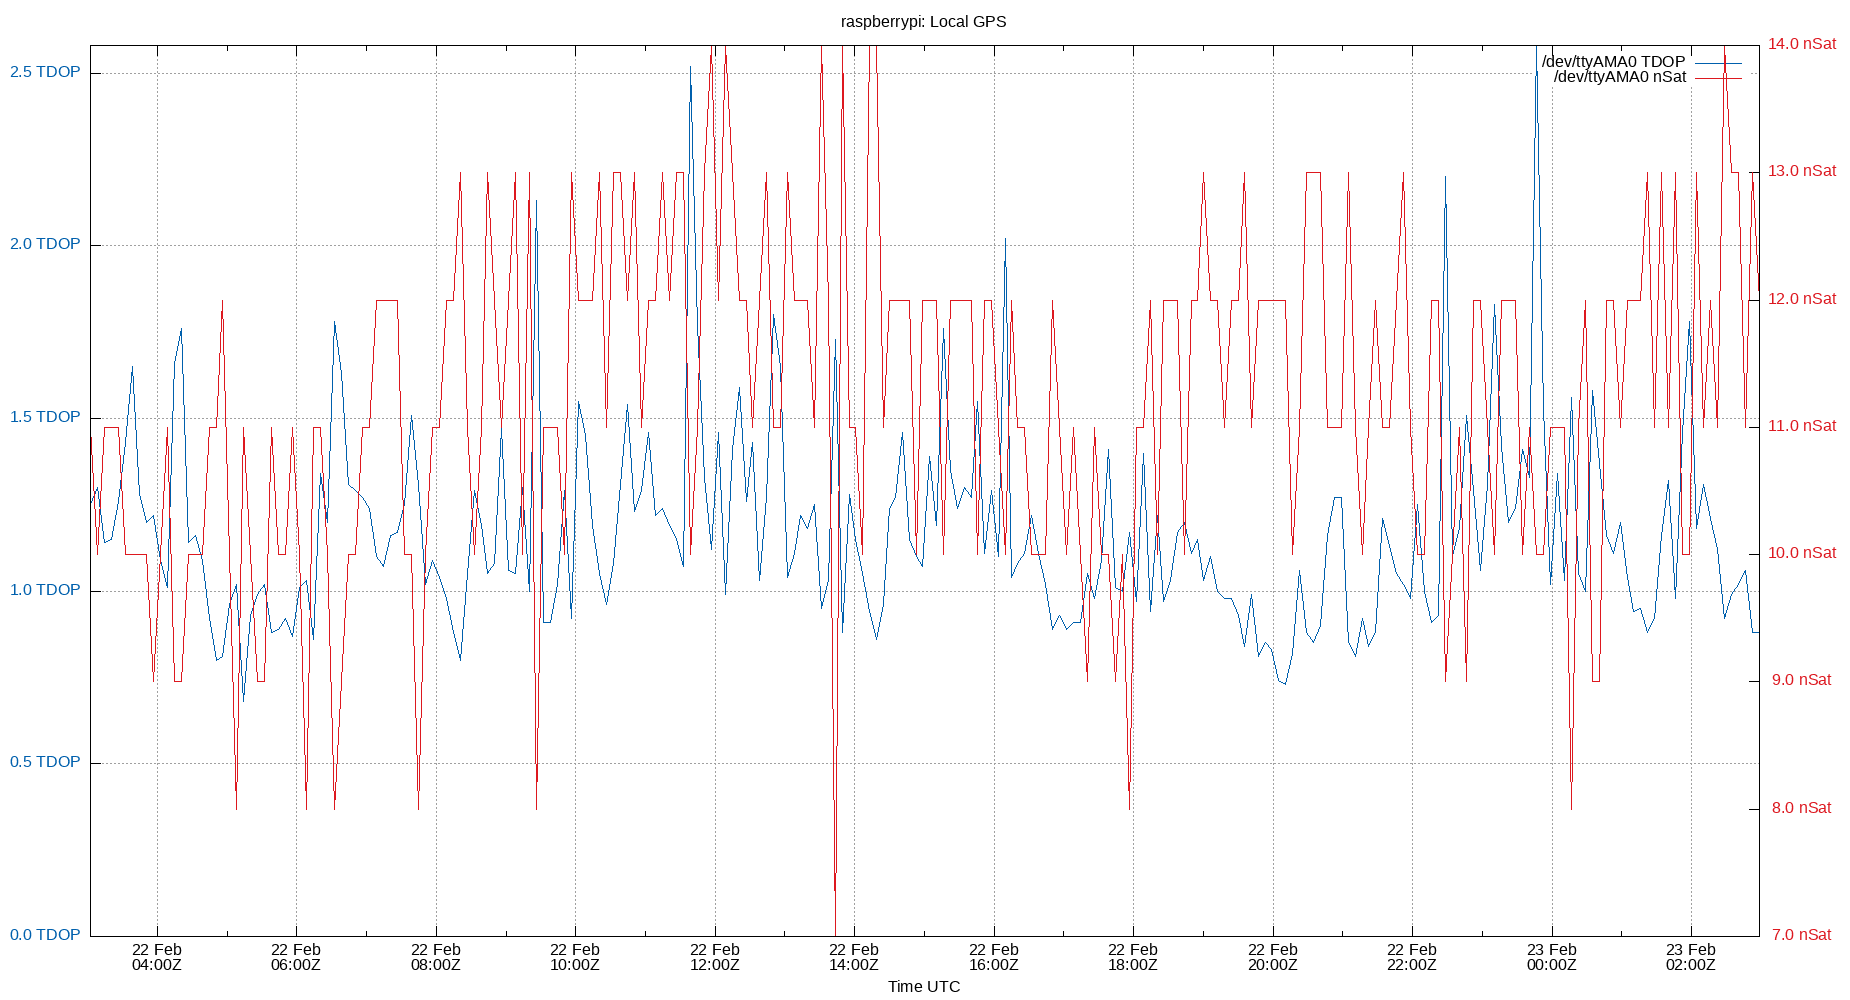 raspberrypi: Local GPS
14.0 nSat
/dev/ttyAMA0 TDOP
2.5 TDOP
/dev/ttyAMA0 nSat
13.0 nSat
2.0 TDOP
12.0 nSat
1.5 TDOP
11.0 nSat
10.0 nSat
1.0 TDOP
9.0 nSat
0.5 TDOP
8.0 nSat
0.0 TDOP
7.0 nSat
22 Feb 22 Feb 22 Feb 22 Feb 22 Feb 22 Feb 22 Feb 22 Feb 22 Feb 22 Feb 23 Feb 23 Feb
04:00Z 06:00Z 08:00Z 10:00Z 12:00Z 14:00Z 16:00Z 18:00Z 20:00Z 22:00Z 00:00Z 02:00Z
Time UTC